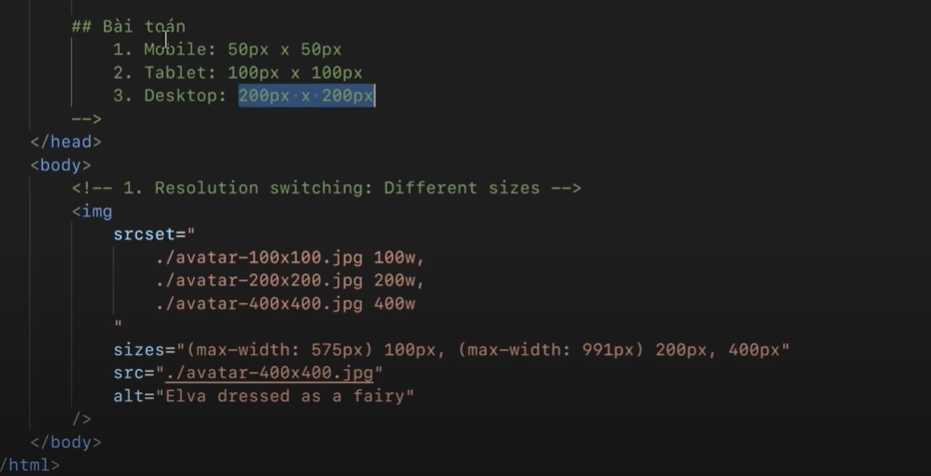 ## Bài toán
1. Mobile: 50px x 50px
2. Tablet: 100px x 100px
3. Desktop: 200px x 200px
-->
</head>
<body>
<!-- 1. Resolution switching: Different sizes -->
<img
srcset="
./avatar-100x100.jpg 100w,
./avatar-200x200.jpg 200w,
./avatar-400x400.jpg 400w
"
sizes="(max-width: 575px) 100px, (max-width: 991px) 200px, 400px"
src="./avatar-400x400.jpg"
alt="Elva dressed as a fairy"
/>
</body>
/html>